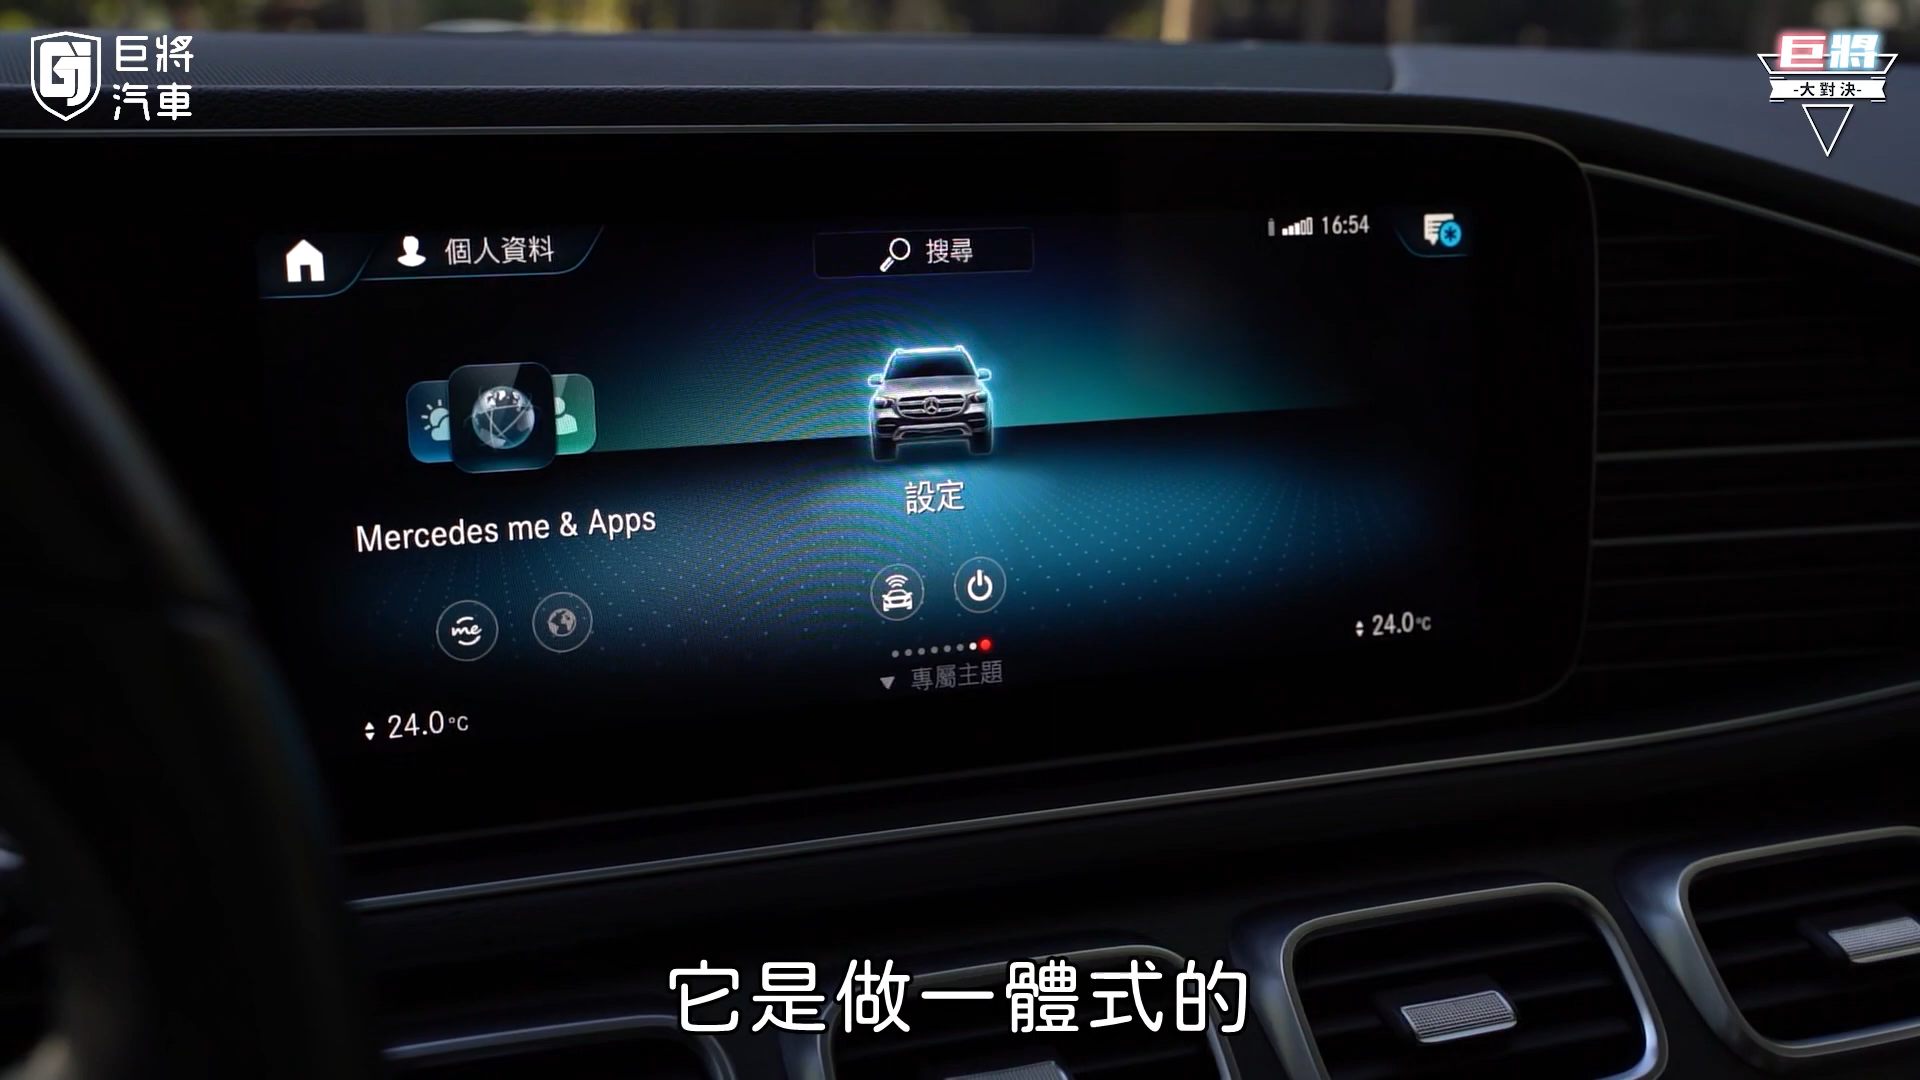 巨將
汽車
巨將
-大對決-
個人資料
搜尋
16:54
Mercedes me & Apps
設定
me
專屬主題
24.0°C
24.0°C
它是做一體式的